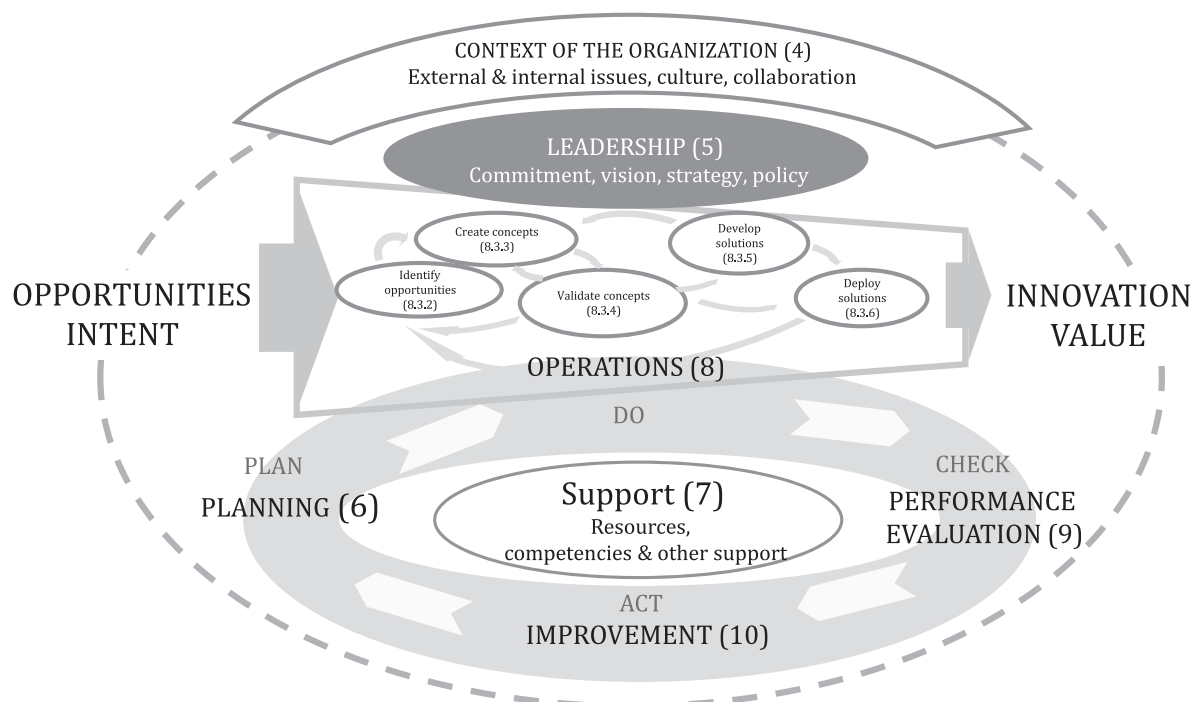 CONTEXT OF THE ORGANIZATION (4)
External & internal issues, culture, collaboration
LEADERSHIP (5)
Commitment, vision, strategy, policy
Create concepts
(8.3.3)
Develop
solutions
(8.3.5)
Identify
opportunities
(8.3.2)
Validate concepts
(8.3.4)
Deploy
solutions
(8.3.6)
OPPORTUNITIES
INTENT
INNOVATION
VALUE
OPERATIONS (8)
DO
PLAN
PLANNING (6)
CHECK
PERFORMANCE
EVALUATION (9)
Support (7)
Resources,
competencies & other support
ACT
IMPROVEMENT (10)